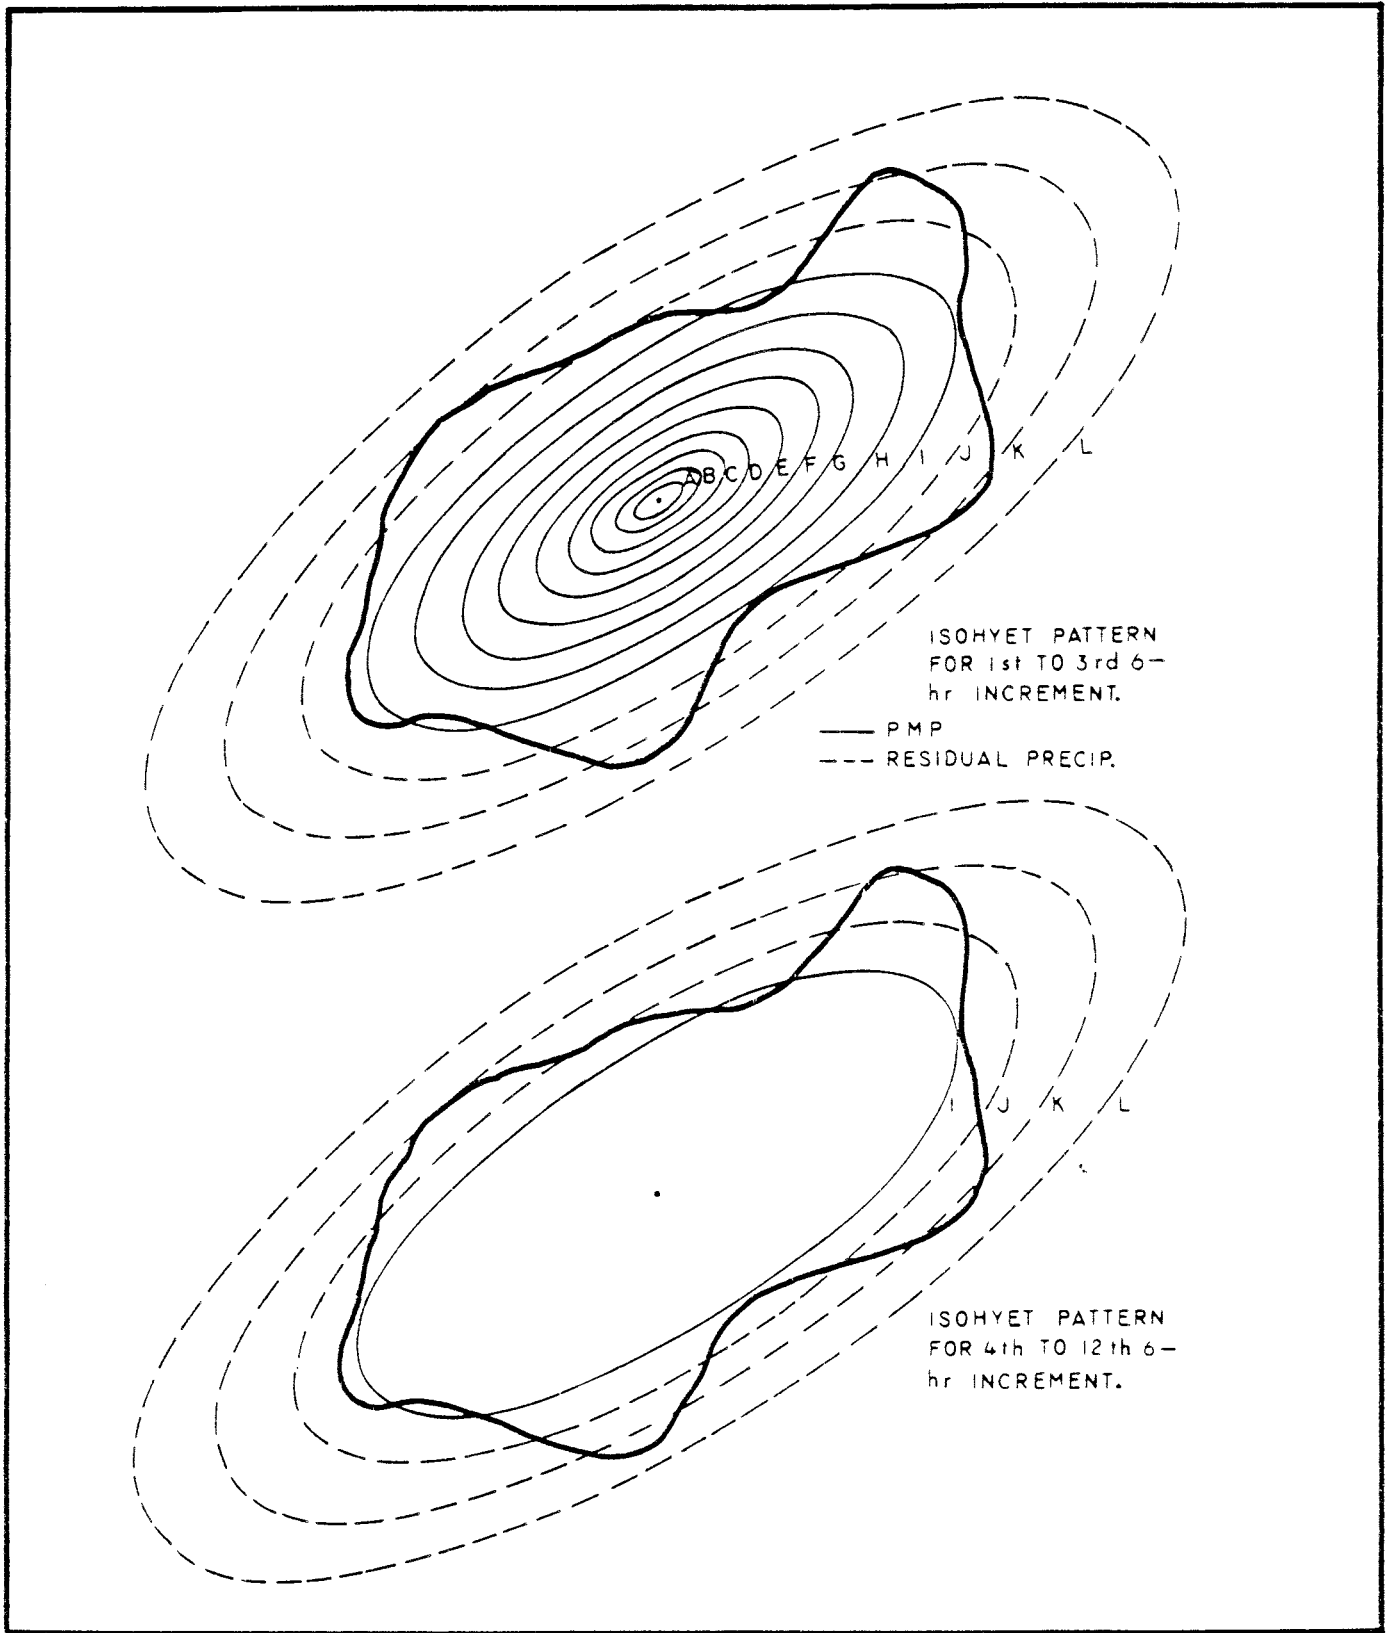 A B C D E F G H I J K L
ISOHYET PATTERN
FOR 1st TO 3rd 6-
hr INCREMENT.
PMP
RESIDUAL PRECIP.
I J K L
ISOHYET PATTERN
FOR 4th TO 12th 6-
hr INCREMENT.